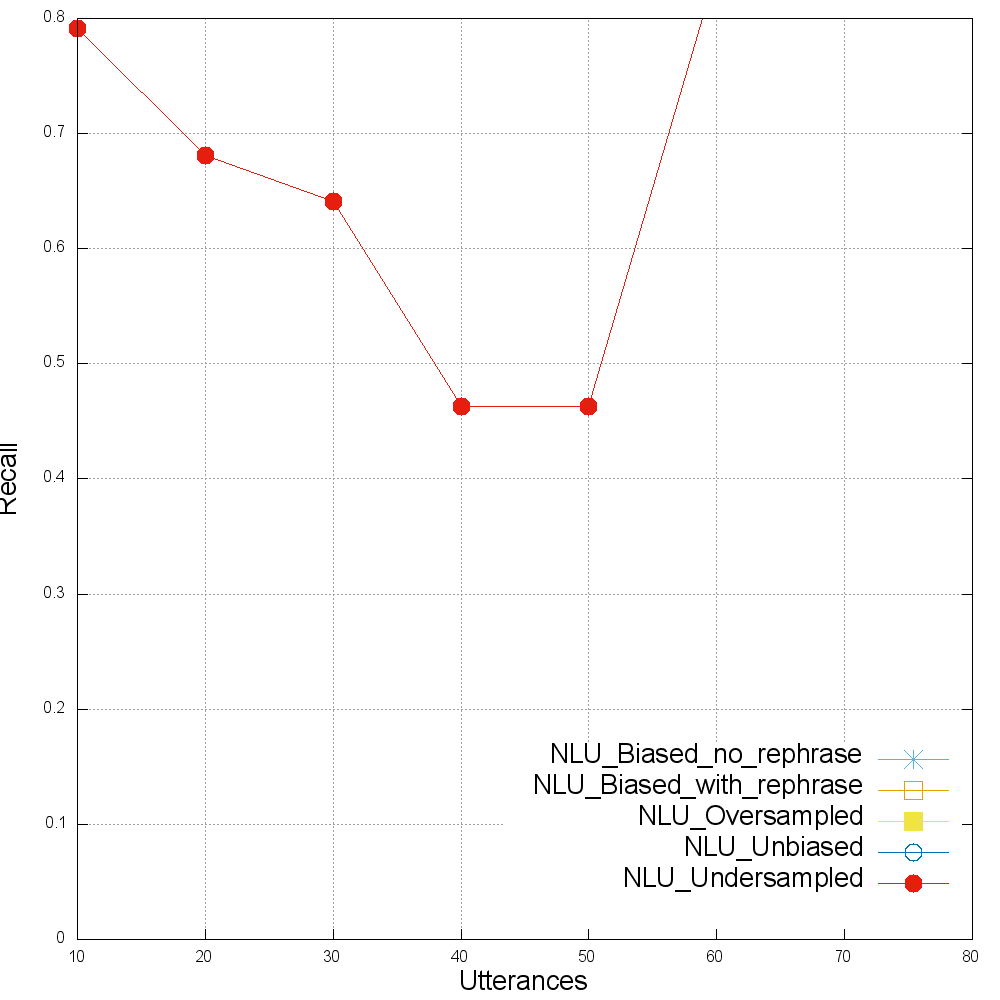 0.8
0.7
0.6
0.5
0.4
0.3
0.2
0.1
0
Recall
NLU_Biased_no_rephrase
NLU_Biased_with_rephrase
NLU_Oversampled
NLU_Unbiased
NLU_Undersampled
10 20 30 40 50 60 70 80
Utterances